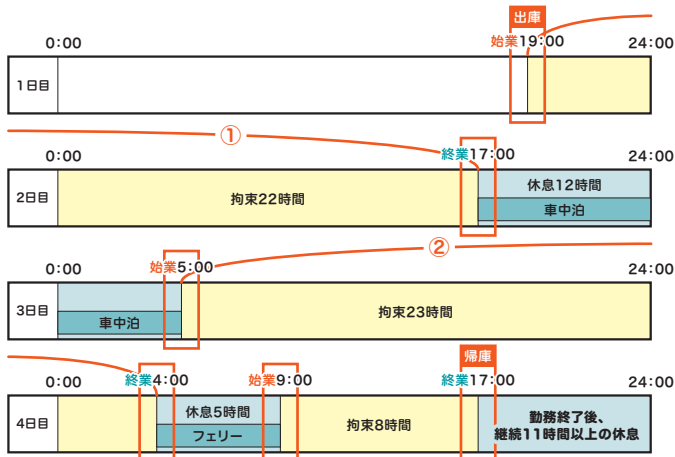 出庫
0:00 始業19:00 24:00
1日目
①
0:00 終業17:00 24:00
2日目 拘束22時間 休息12時間
車中泊
②
0:00 始業5:00 24:00
3日目 車中泊 拘束23時間
帰庫
0:00 終業4:00 始業9:00 終業17:00 24:00
4日目 休息5時間 拘束8時間 勤務終了後、
フェリー 継続11時間以上の休息